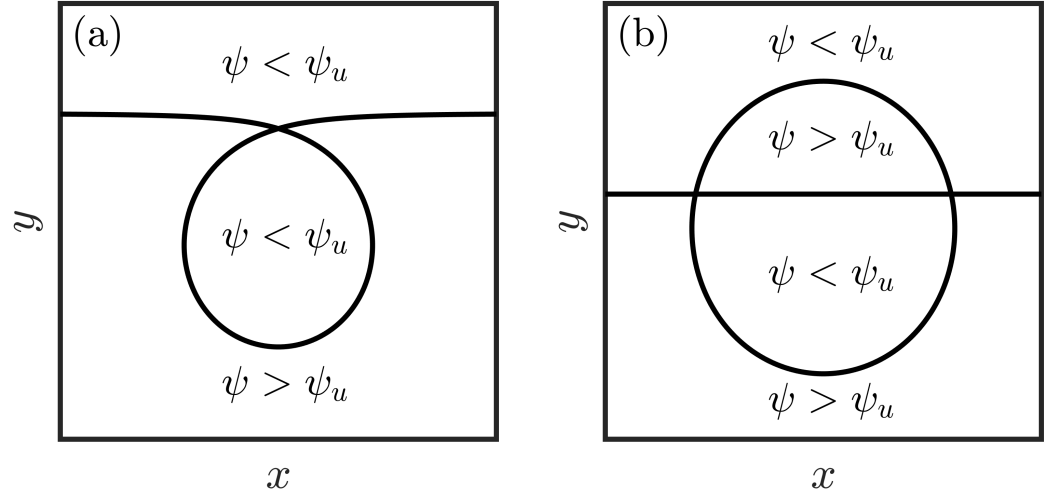 (a)
ψ < ψ_u
ψ < ψ_u
ψ > ψ_u
y
x
(b)
ψ < ψ_u
ψ > ψ_u
ψ < ψ_u
ψ > ψ_u
y
x